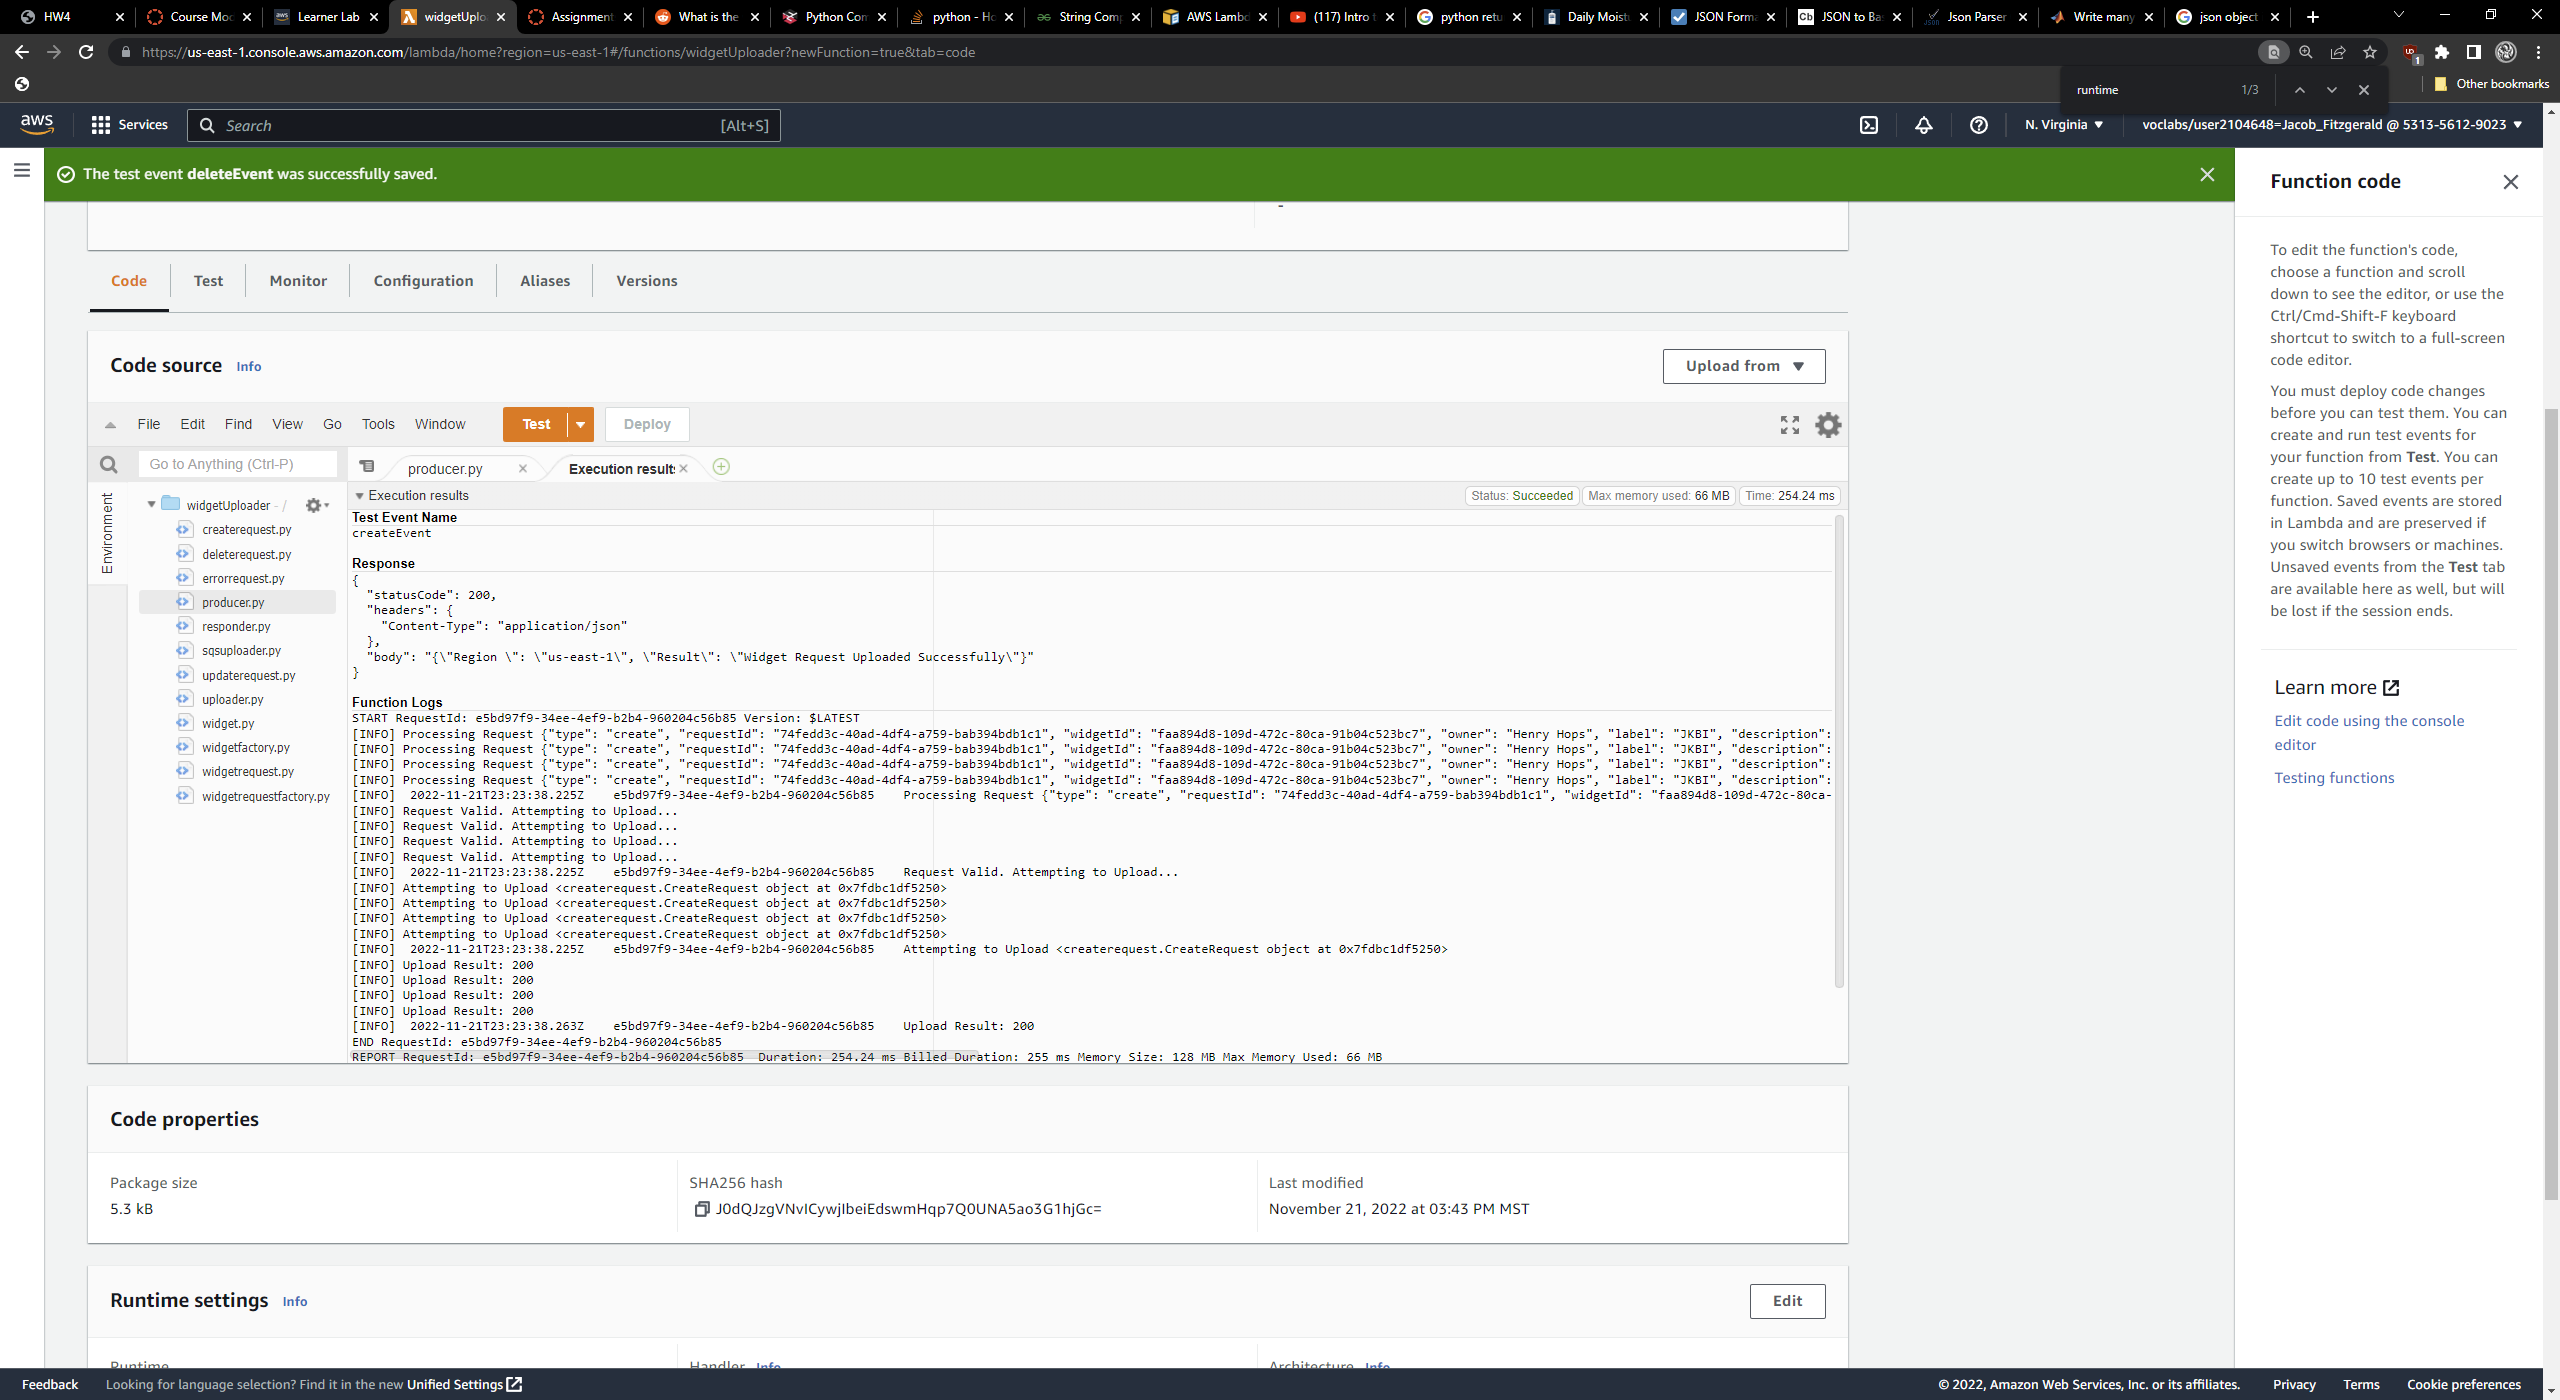 HW4
Course Mod
Learner Lab
widgetUplo
Assignment
What is the
Python Com
python - Ho
String Comp
AWS Lambd
(117) Intro t
python retu
Daily Moistu
JSON Forma
JSON to Ba
Json Parser
Write many
json object
https://us-east-1.console.aws.amazon.com/lambda/home?region=us-east-1#/functions/widgetUploader?newFunction=true&tab=code
1
runtime
1/3
Other bookmarks
aws
Services
Search
[Alt+S]
N. Virginia
voclabs/user2104648=Jacob_Fitzgerald @ 5313-5612-9023
The test event deleteEvent was successfully saved.
-
Code
Test
Monitor
Configuration
Aliases
Versions
Code source Info
Upload from
File Edit Find View Go Tools Window
Test
Deploy
Go to Anything (Ctrl-P)
producer.py
Execution result
Environment
widgetUploader - /
createrequest.py
deleterequest.py
errorrequest.py
producer.py
responder.py
sqsuploader.py
updaterequest.py
uploader.py
widget.py
widgetfactory.py
widgetrequest.py
widgetrequestfactory.py
Execution results
Status: Succeeded
Max memory used: 66 MB
Time: 254.24 ms
Test Event Name
createEvent
Response
{
"statusCode": 200,
"headers": {
"Content-Type": "application/json"
},
"body": "{\"Region \": \"us-east-1\", \"Result\": \"Widget Request Uploaded Successfully\"}"
}
Function Logs
START RequestId: e5bd97f9-34ee-4ef9-b2b4-960204c56b85 Version: $LATEST
[INFO] Processing Request {"type": "create", "requestId": "74fedd3c-40ad-4df4-a759-bab394bdb1c1", "widgetId": "faa894d8-109d-472c-80ca-91b04c523bc7", "owner": "Henry Hops", "label": "JKBI", "description":
[INFO] Processing Request {"type": "create", "requestId": "74fedd3c-40ad-4df4-a759-bab394bdb1c1", "widgetId": "faa894d8-109d-472c-80ca-91b04c523bc7", "owner": "Henry Hops", "label": "JKBI", "description":
[INFO] Processing Request {"type": "create", "requestId": "74fedd3c-40ad-4df4-a759-bab394bdb1c1", "widgetId": "faa894d8-109d-472c-80ca-91b04c523bc7", "owner": "Henry Hops", "label": "JKBI", "description":
[INFO] Processing Request {"type": "create", "requestId": "74fedd3c-40ad-4df4-a759-bab394bdb1c1", "widgetId": "faa894d8-109d-472c-80ca-91b04c523bc7", "owner": "Henry Hops", "label": "JKBI", "description":
[INFO] 2022-11-21T23:23:38.225Z e5bd97f9-34ee-4ef9-b2b4-960204c56b85 Processing Request {"type": "create", "requestId": "74fedd3c-40ad-4df4-a759-bab394bdb1c1", "widgetId": "faa894d8-109d-472c-80ca-
[INFO] Request Valid. Attempting to Upload...
[INFO] Request Valid. Attempting to Upload...
[INFO] Request Valid. Attempting to Upload...
[INFO] Request Valid. Attempting to Upload...
[INFO] 2022-11-21T23:23:38.225Z e5bd97f9-34ee-4ef9-b2b4-960204c56b85 Request Valid. Attempting to Upload...
[INFO] Attempting to Upload <createrequest.CreateRequest object at 0x7fdbc1df5250>
[INFO] Attempting to Upload <createrequest.CreateRequest object at 0x7fdbc1df5250>
[INFO] Attempting to Upload <createrequest.CreateRequest object at 0x7fdbc1df5250>
[INFO] Attempting to Upload <createrequest.CreateRequest object at 0x7fdbc1df5250>
[INFO] 2022-11-21T23:23:38.225Z e5bd97f9-34ee-4ef9-b2b4-960204c56b85 Attempting to Upload <createrequest.CreateRequest object at 0x7fdbc1df5250>
[INFO] Upload Result: 200
[INFO] Upload Result: 200
[INFO] Upload Result: 200
[INFO] Upload Result: 200
[INFO] 2022-11-21T23:23:38.263Z e5bd97f9-34ee-4ef9-b2b4-960204c56b85 Upload Result: 200
END RequestId: e5bd97f9-34ee-4ef9-b2b4-960204c56b85
REPORT RequestId: e5bd97f9-34ee-4ef9-b2b4-960204c56b85 Duration: 254.24 ms Billed Duration: 255 ms Memory Size: 128 MB Max Memory Used: 66 MB
Code properties
Package size
5.3 kB
SHA256 hash
J0dQJzgVNvICywjIbeiEdswmHqp7Q0UNA5ao3G1hjGc=
Last modified
November 21, 2022 at 03:43 PM MST
Runtime settings Info
Edit
Runtime
Handler Info
Architecture Info
Function code
To edit the function's code,
choose a function and scroll
down to see the editor, or use the
Ctrl/Cmd-Shift-F keyboard
shortcut to switch to a full-screen
code editor.
You must deploy code changes
before you can test them. You can
create and run test events for
your function from Test. You can
create up to 10 test events per
function. Saved events are stored
in Lambda and are preserved if
you switch browsers or machines.
Unsaved events from the Test tab
are available here as well, but will
be lost if the session ends.
Learn more
Edit code using the console
editor
Testing functions
Feedback
Looking for language selection? Find it in the new Unified Settings
© 2022, Amazon Web Services, Inc. or its affiliates.
Privacy
Terms
Cookie preferences